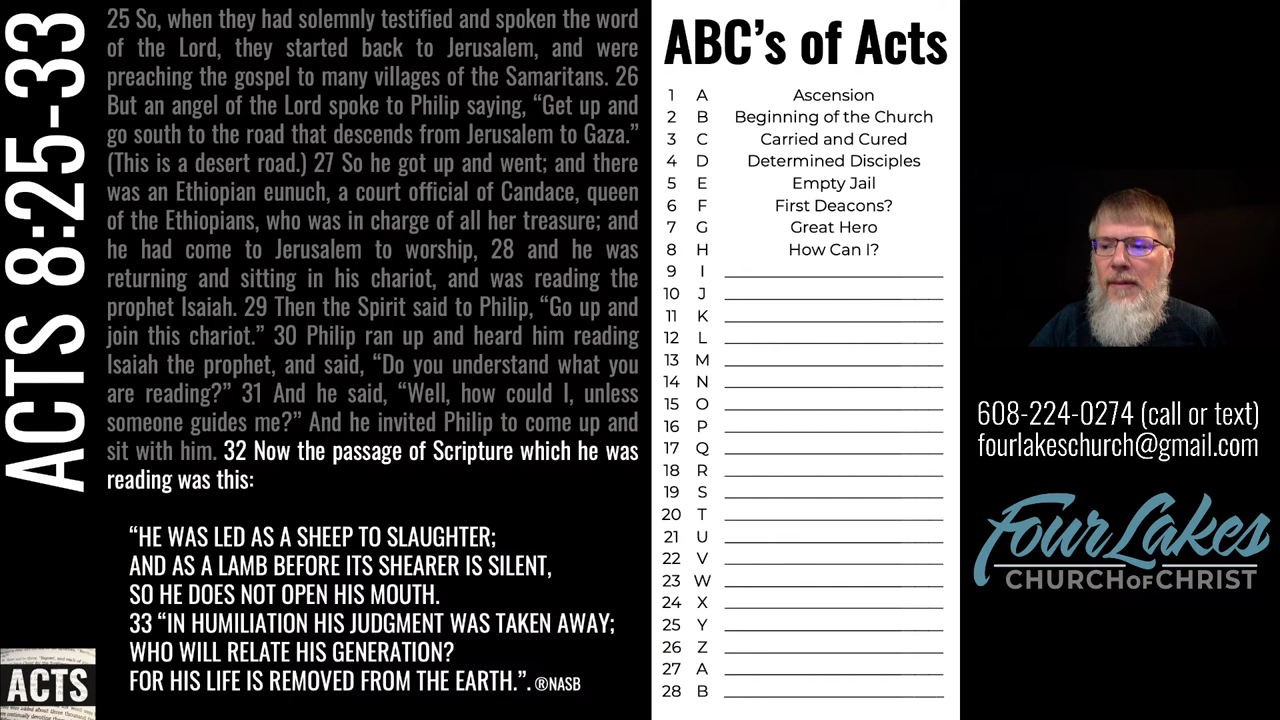 ACTS 8:25-33
25 So, when they had solemnly testified and spoken the word
of the Lord, they started back to Jerusalem, and were
preaching the gospel to many villages of the Samaritans. 26
But an angel of the Lord spoke to Philip saying, “Get up and
go south to the road that descends from Jerusalem to Gaza.”
(This is a desert road.) 27 So he got up and went; and there
was an Ethiopian eunuch, a court official of Candace, queen
of the Ethiopians, who was in charge of all her treasure; and
he had come to Jerusalem to worship, 28 and he was
returning and sitting in his chariot, and was reading the
prophet Isaiah. 29 Then the Spirit said to Philip, “Go up and
join this chariot.” 30 Philip ran up and heard him reading
Isaiah the prophet, and said, “Do you understand what you
are reading?” 31 And he said, “Well, how could I, unless
someone guides me?” And he invited Philip to come up and
sit with him. 32 Now the passage of Scripture which he was
reading was this:
“HE WAS LED AS A SHEEP TO SLAUGHTER;
AND AS A LAMB BEFORE ITS SHEARER IS SILENT,
SO HE DOES NOT OPEN HIS MOUTH.
33 “IN HUMILIATION HIS JUDGMENT WAS TAKEN AWAY;
WHO WILL RELATE HIS GENERATION?
FOR HIS LIFE IS REMOVED FROM THE EARTH.”. ®NASB
ACTS
ABC’s of Acts
1 A Ascension
2 B Beginning of the Church
3 C Carried and Cured
4 D Determined Disciples
5 E Empty Jail
6 F First Deacons?
7 G Great Hero
8 H How Can I?
9 I
10 J
11 K
12 L
13 M
14 N
15 O
16 P
17 Q
18 R
19 S
20 T
21 U
22 V
23 W
24 X
25 Y
26 Z
27 A
28 B
608-224-0274 (call or text)
fourlakeschurch@gmail.com
Four Lakes
CHURCH OF CHRIST